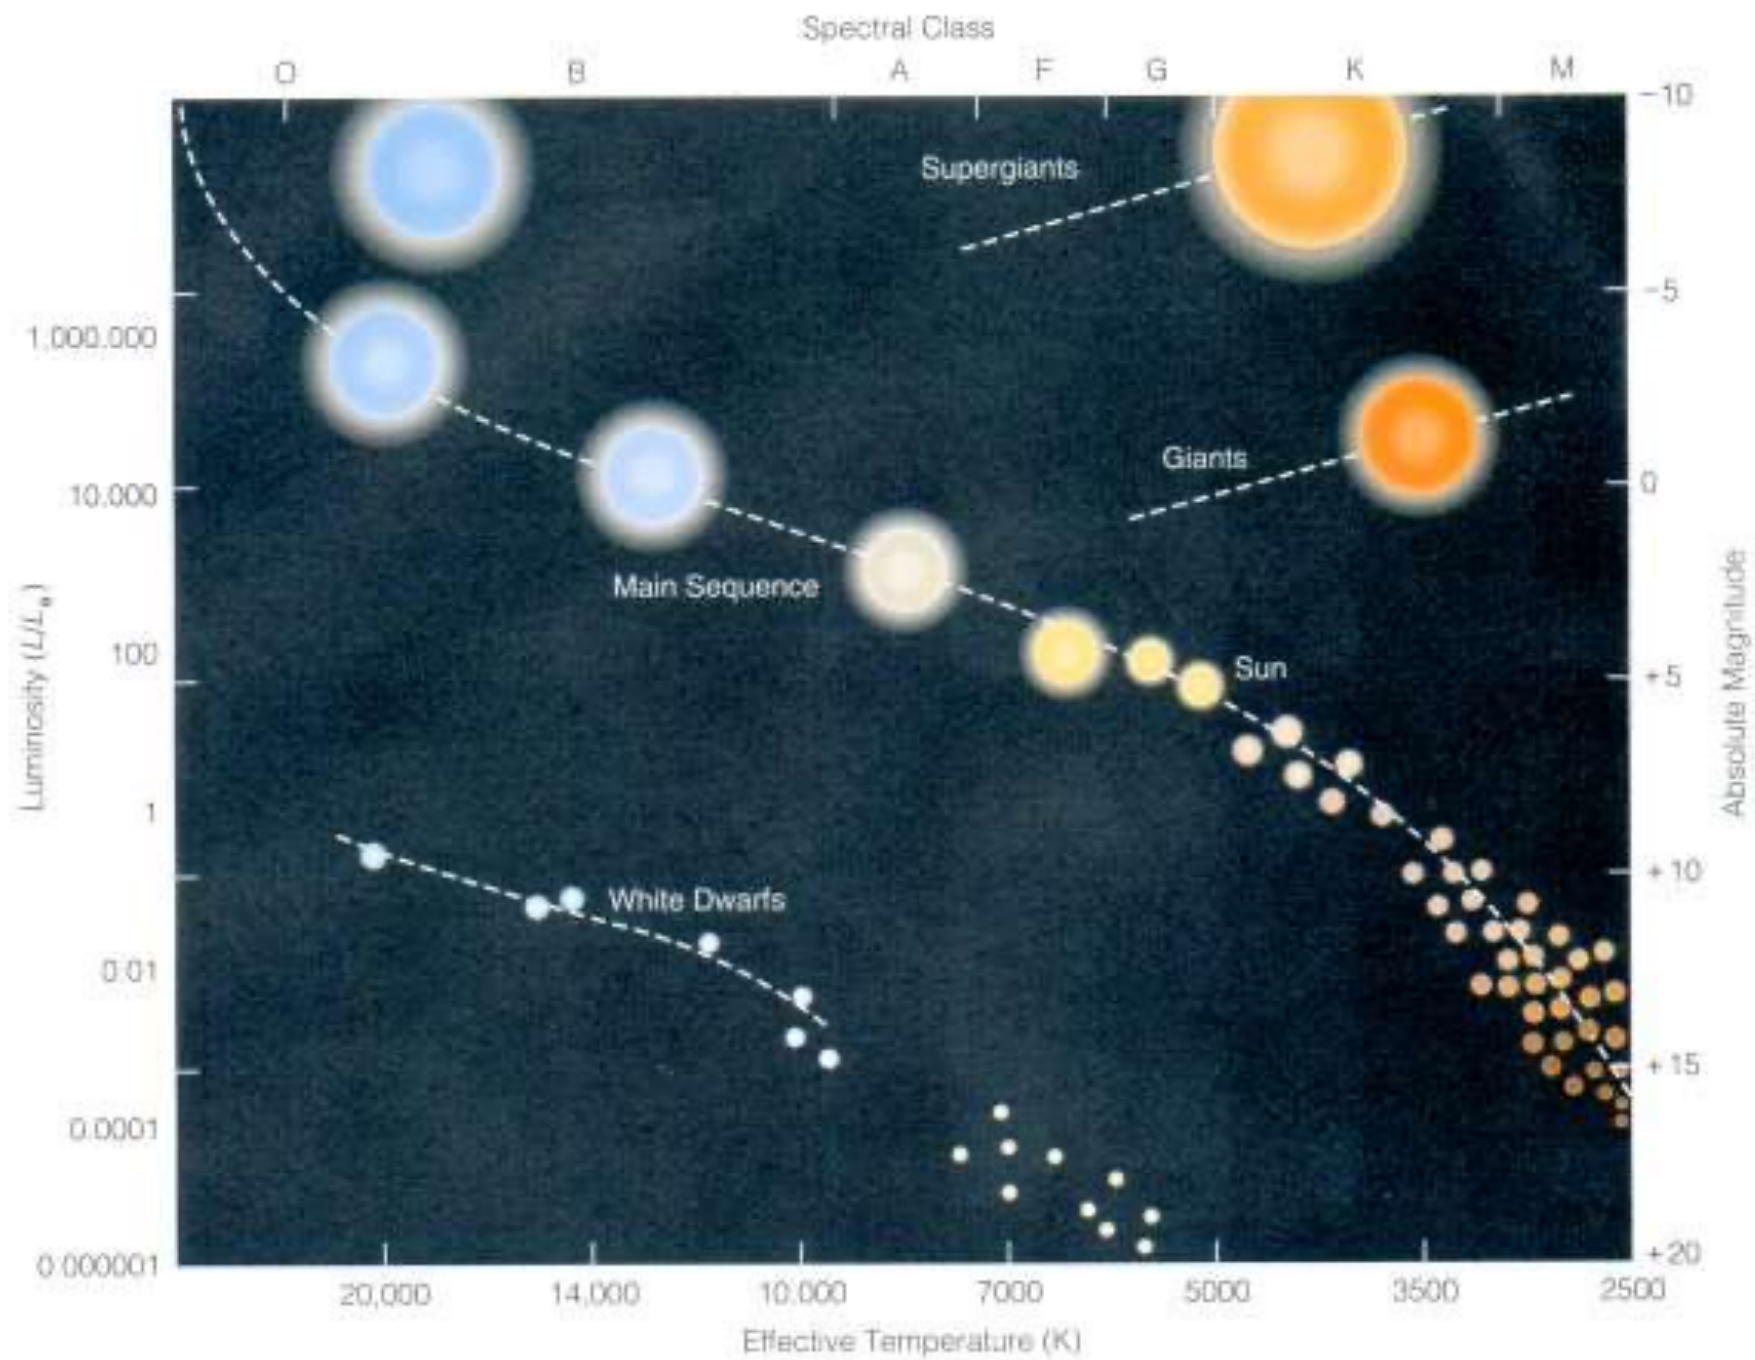 Spectral Class
O B A F G K M
-10
Supergiants
-5
1.000.000
Giants
10.000
0
Main Sequence
100
Sun
+5
Luminosity (L/L⊙)
Absolute Magnitude
1
+10
White Dwarfs
0.01
+15
0.0001
0.000001
+20
20,000 14,000 10.000 7000 5000 3500 2500
Effective Temperature (K)